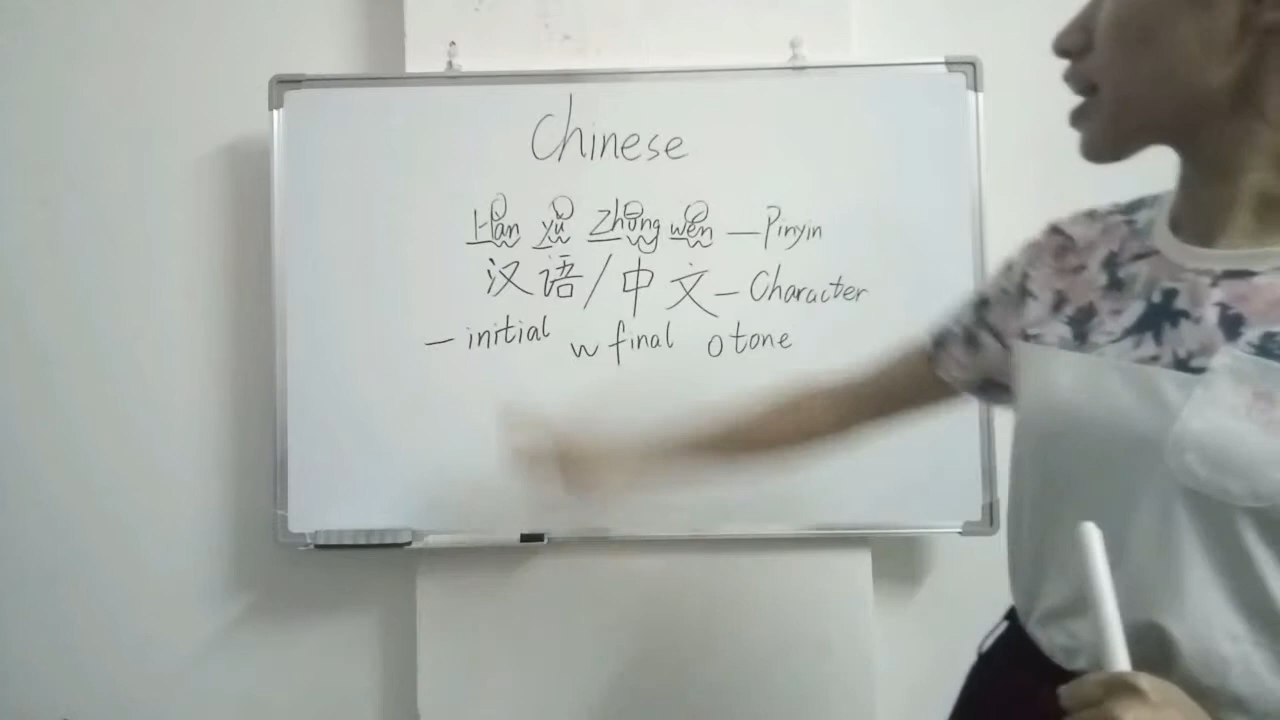 Chinese
Hàn yǔ Zhōng wén — Pinyin
汉语/中文 — Character
— initial w final o tone